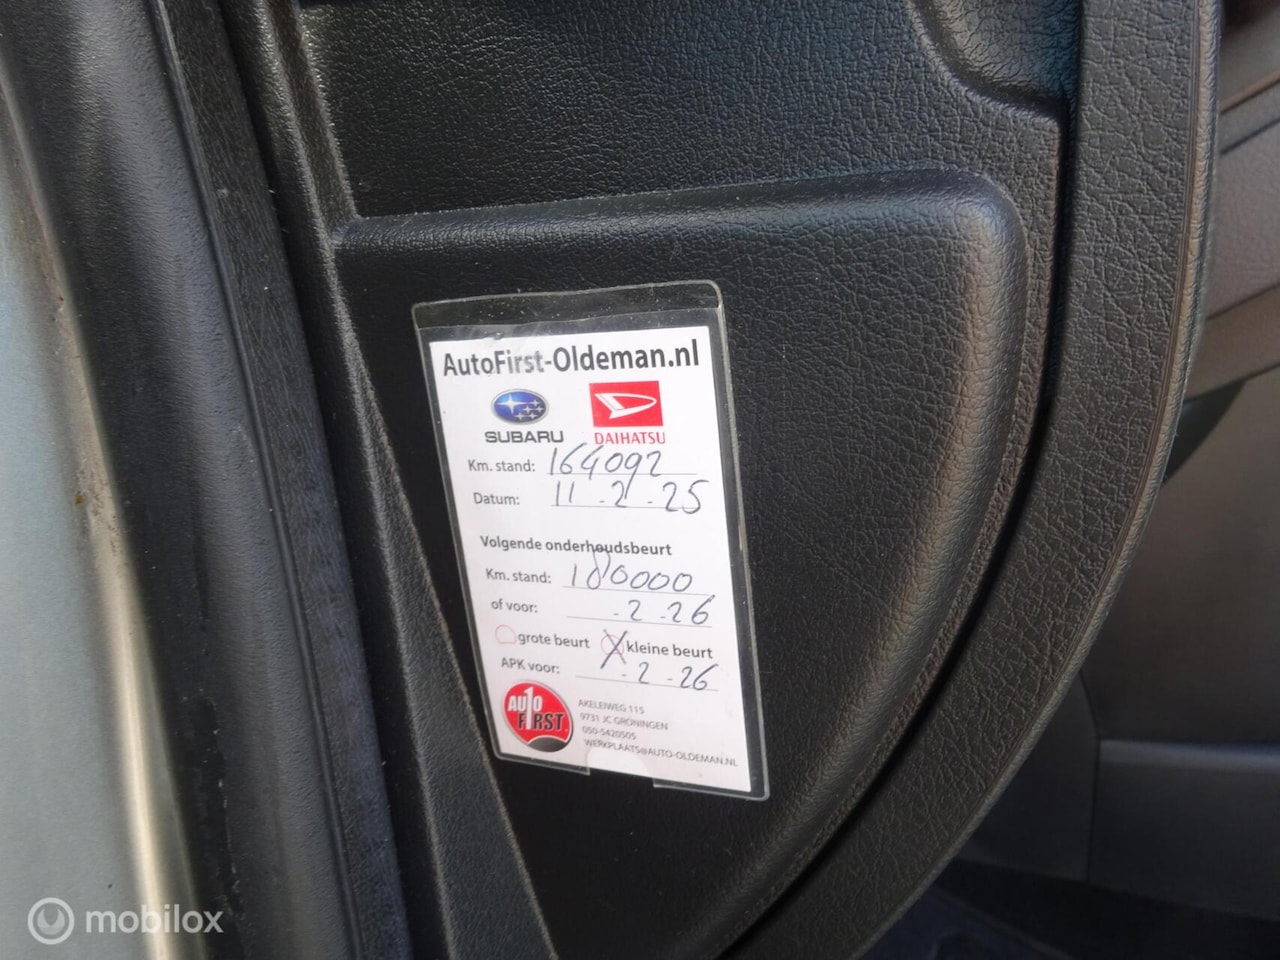 AutoFirst-Oldeman.nl
SUBARU DAIHATSU
Km. stand: 164092
Datum: 11-2-25
Volgende onderhoudsbeurt
Km. stand: 180000
of voor: -2-26
grote beurt X kleine beurt
APK voor: -2-26
AUTO FIRST
AKELEIWEG 115
9731 JC GRONINGEN
050-5420505
WERKPLAATS@AUTO-OLDEMAN.NL
mobilox